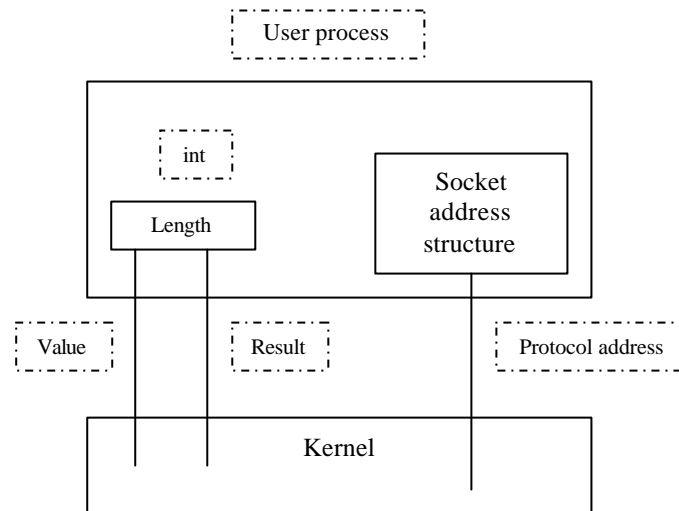 User process
int
Length
Socket
address
structure
Value
Result
Protocol address
Kernel